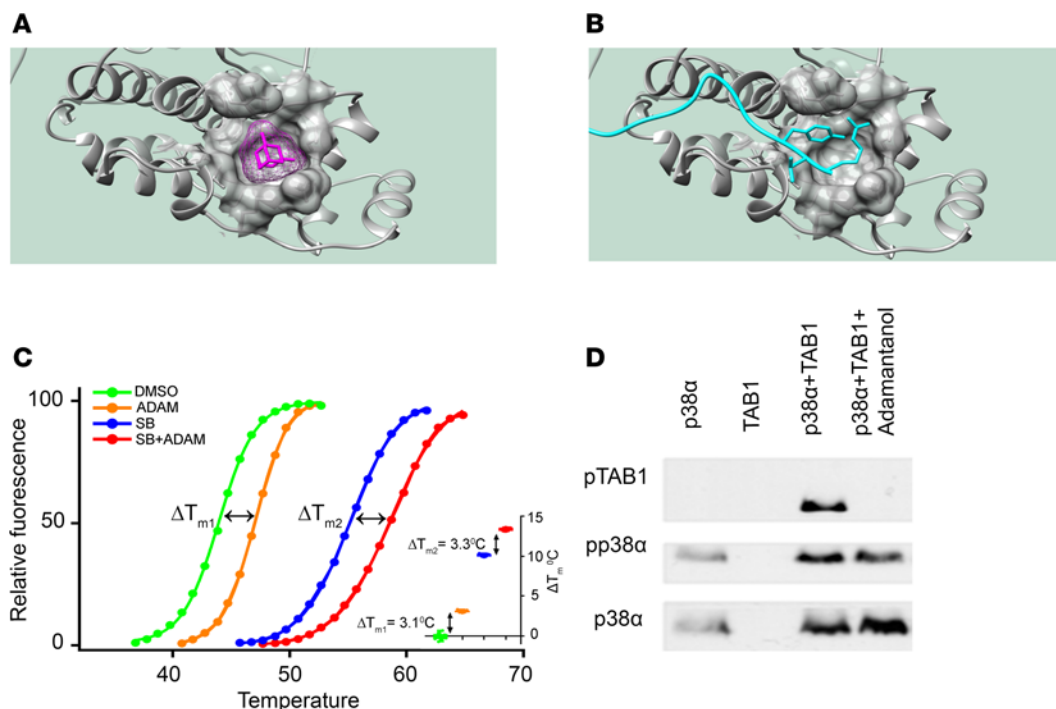 A
B
C
DMSO
ADAM
SB
SB+ADAM
100
50
0
Relative fluorescence
40
50
60
70
Temperature
ΔTm1
ΔTm2
ΔTm2= 3.3⁰C
ΔTm1= 3.1⁰C
15
10
5
0
ΔTm ⁰C
D
p38α
TAB1
p38α+TAB1
p38α+TAB1+
Adamantanol
pTAB1
pp38α
p38α